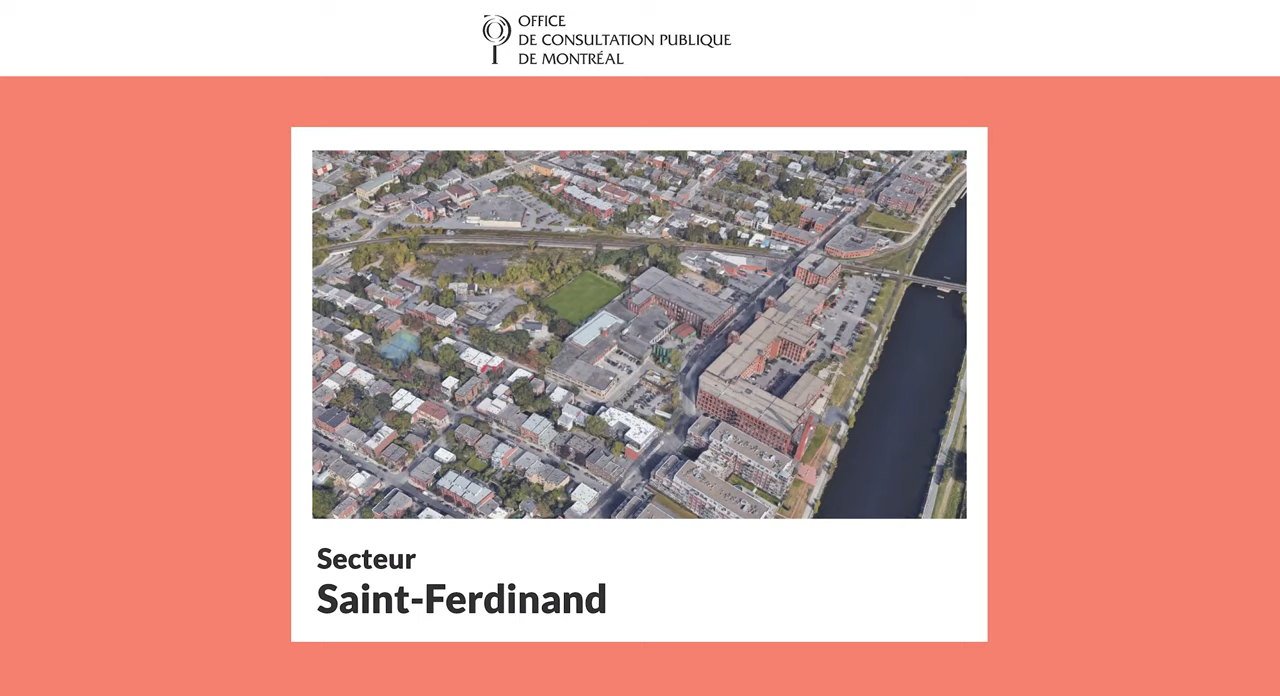 OFFICE
DE CONSULTATION PUBLIQUE
DE MONTRÉAL
Secteur
Saint-Ferdinand